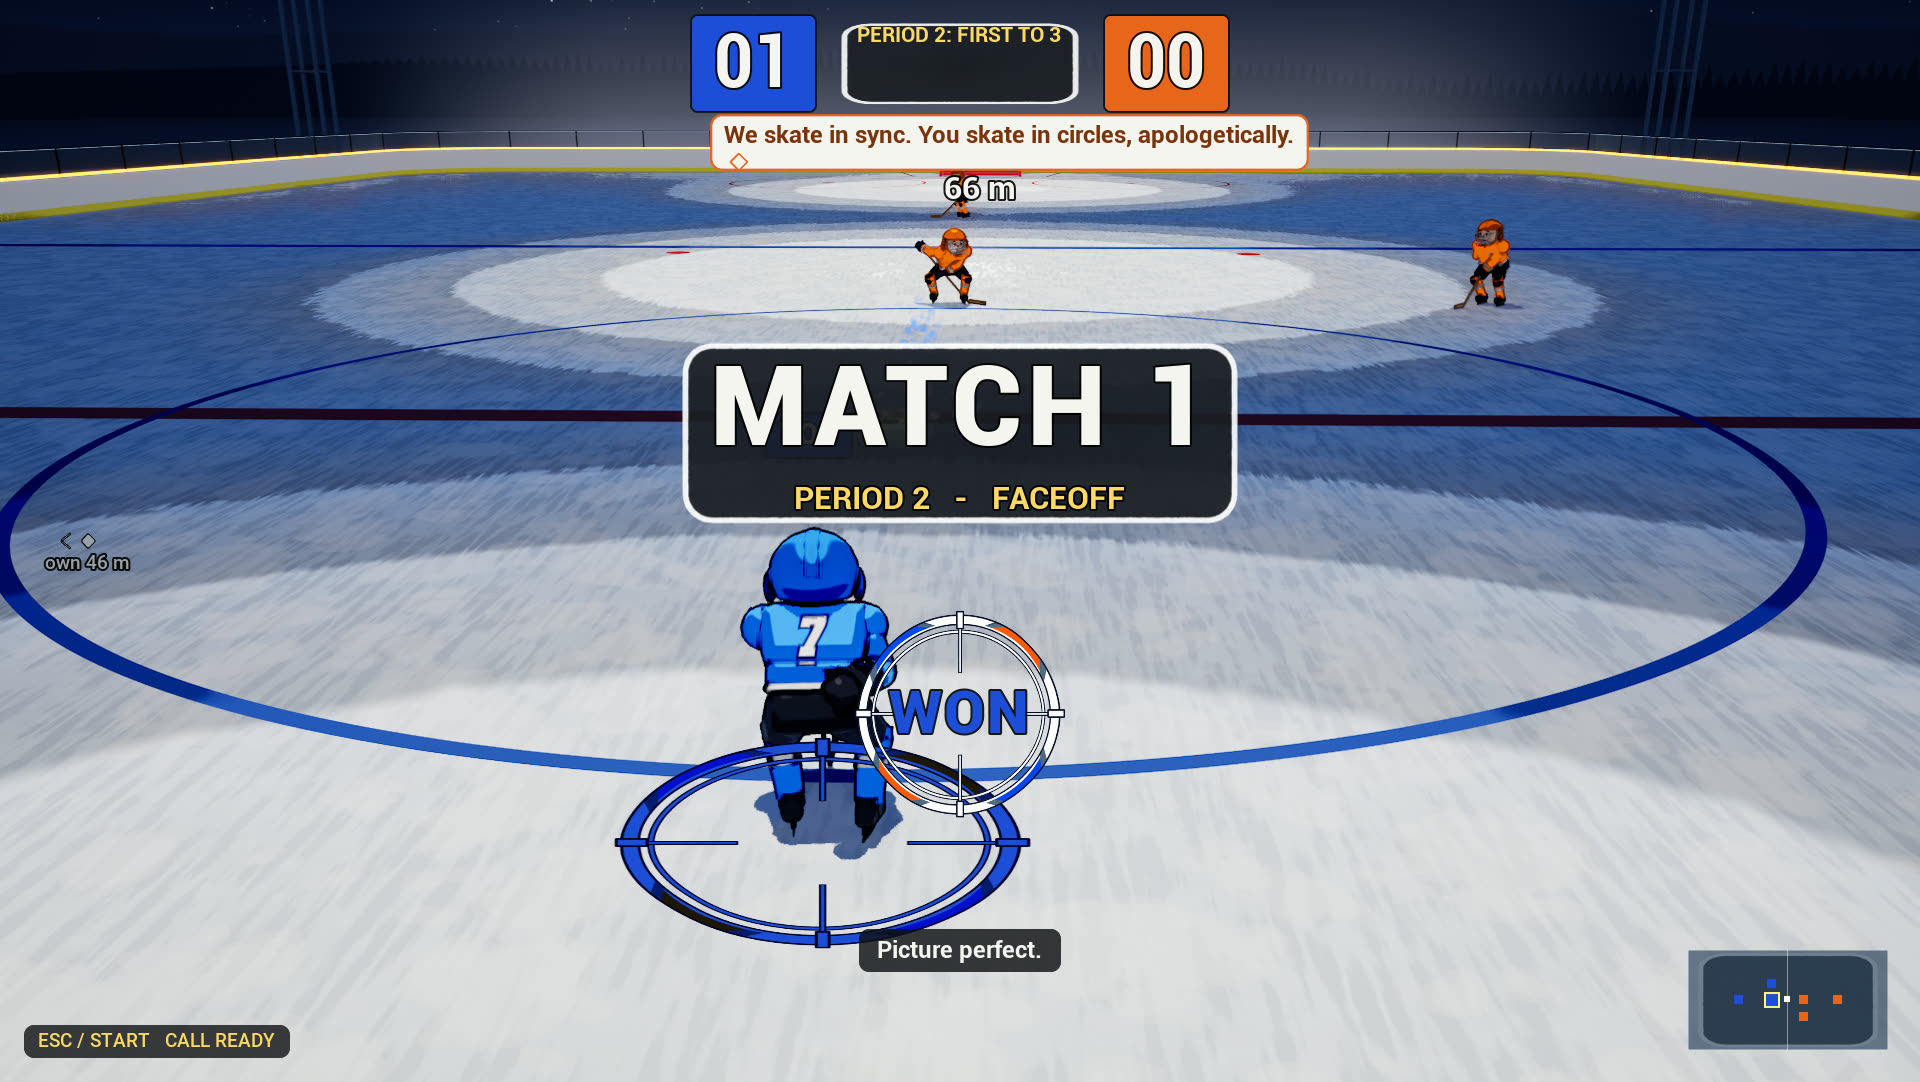 01
PERIOD 2: FIRST TO 3
00
We skate in sync. You skate in circles, apologetically.
66 m
MATCH 1
PERIOD 2 - FACEOFF
own 46 m
7
WON
Picture perfect.
ESC / START CALL READY